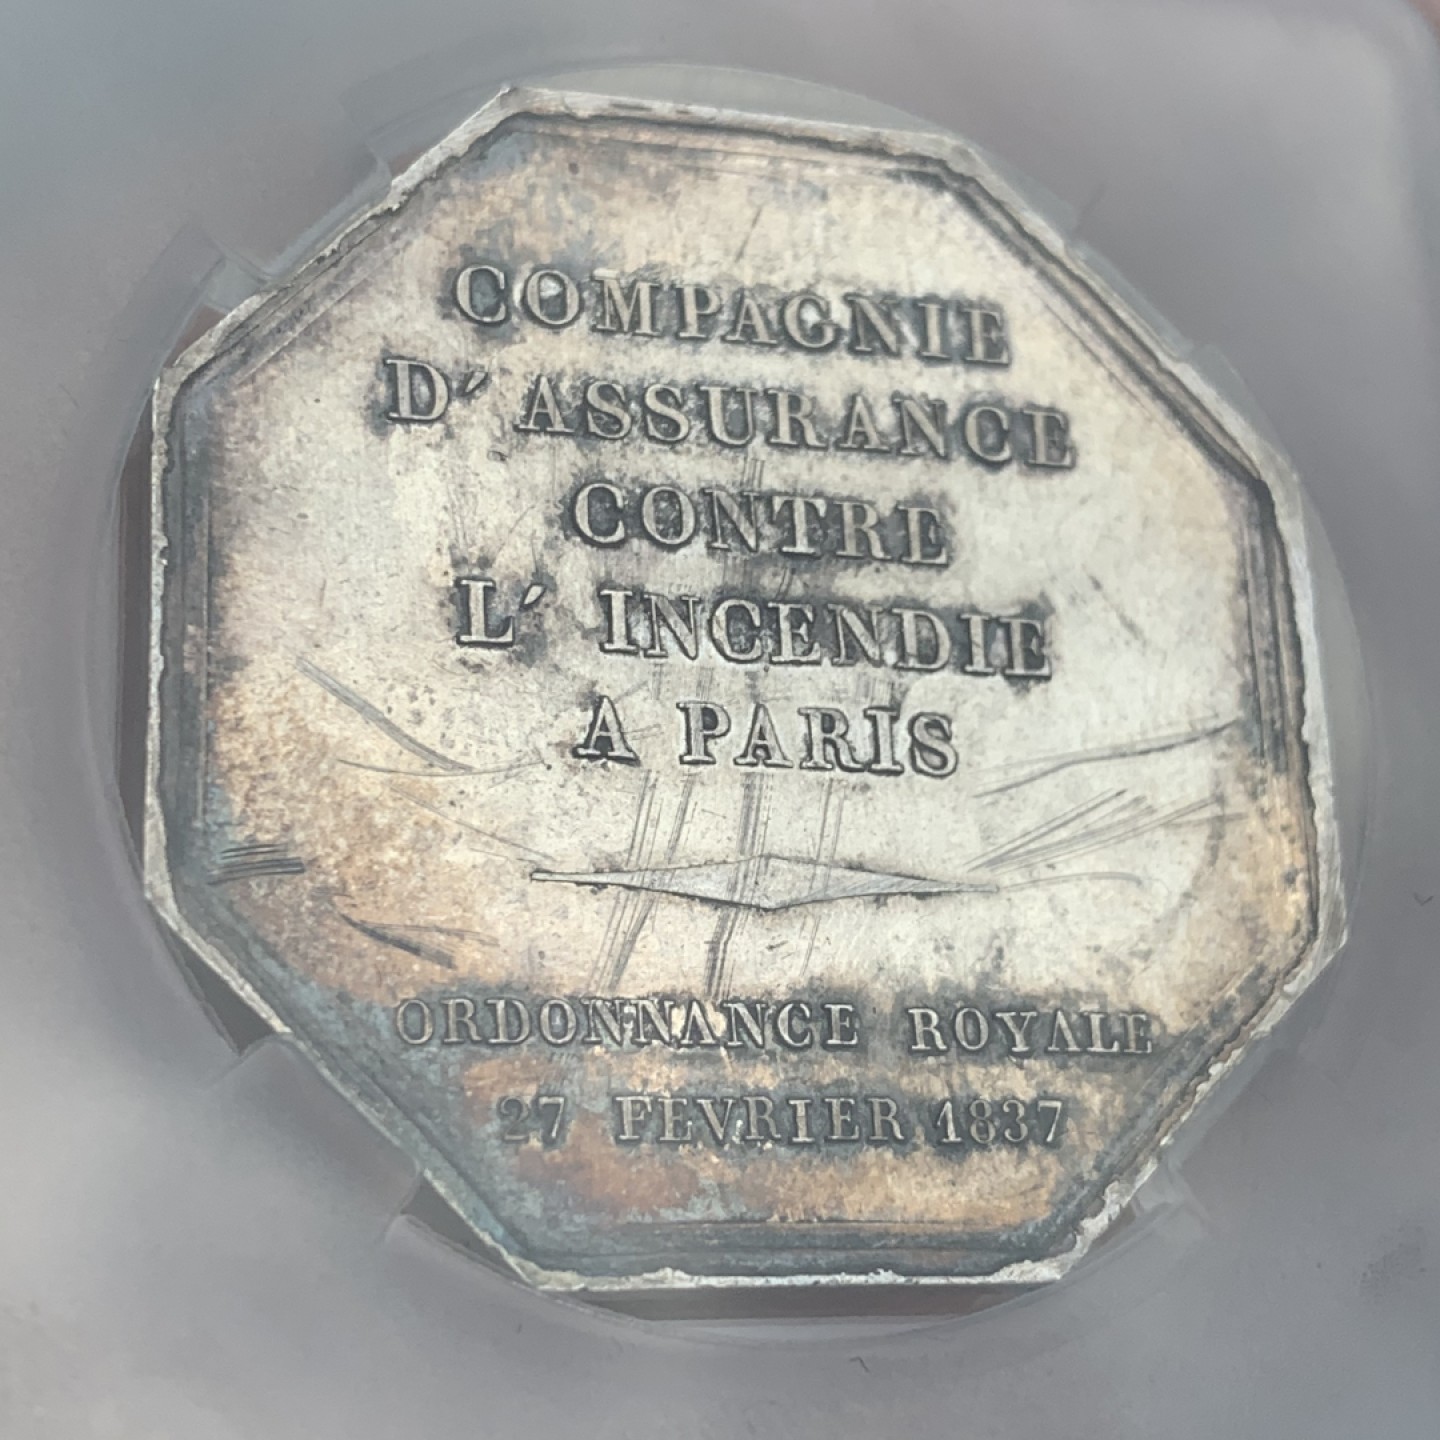 COMPAGNIE
D' ASSURANCE
CONTRE
L' INCENDIE
A PARIS
ORDONNANCE ROYALE
27 FEVRIER 1837